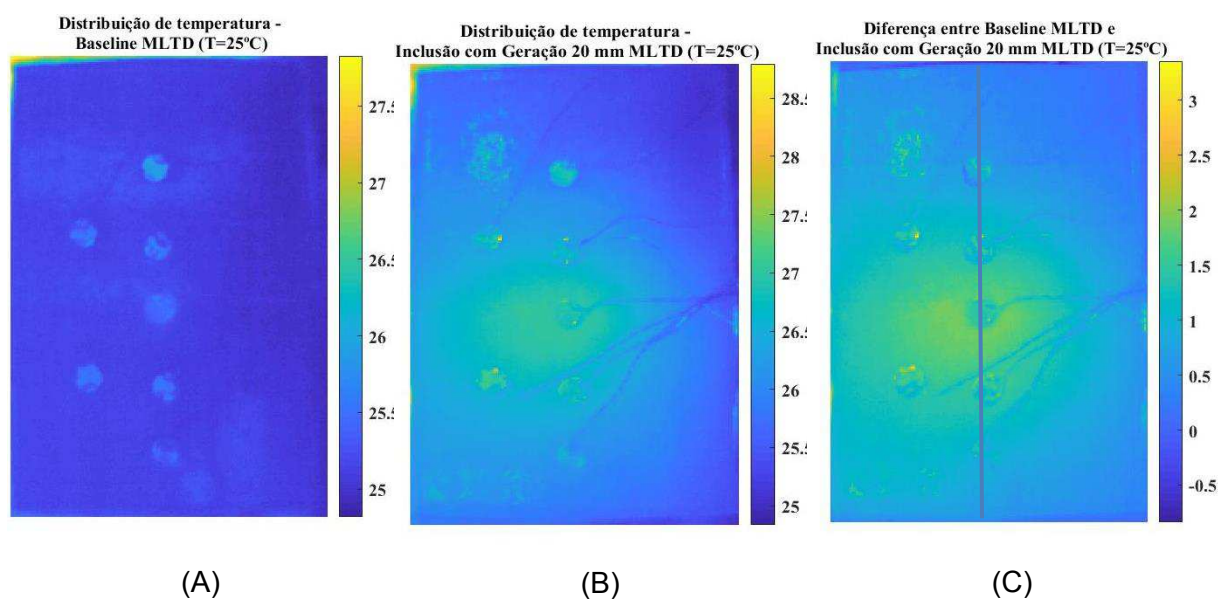 Distribuição de temperatura -
Baseline MLTD (T=25ºC)
27.5
27
26.5
26
25.5
25
(A)
Distribuição de temperatura -
Inclusão com Geração 20 mm MLTD (T=25ºC)
28.5
28
27.5
27
26.5
26
25.5
25
(B)
Diferença entre Baseline MLTD e
Inclusão com Geração 20 mm MLTD (T=25ºC)
3
2.5
2
1.5
1
0.5
0
-0.5
(C)